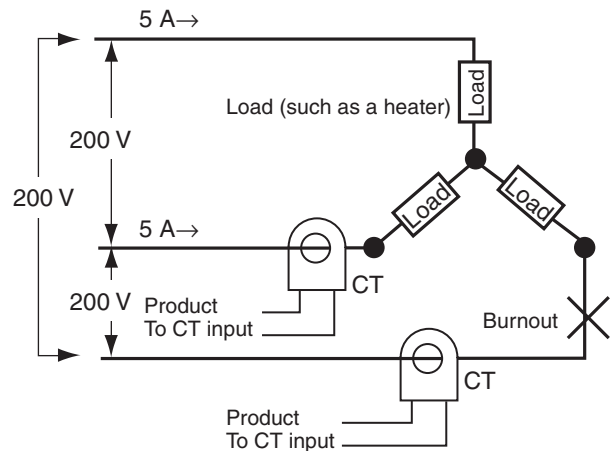 5 A→
Load
Load (such as a heater)
200 V
200 V
Load
Load
5 A→
CT
200 V
Product
To CT input
Burnout
CT
Product
To CT input